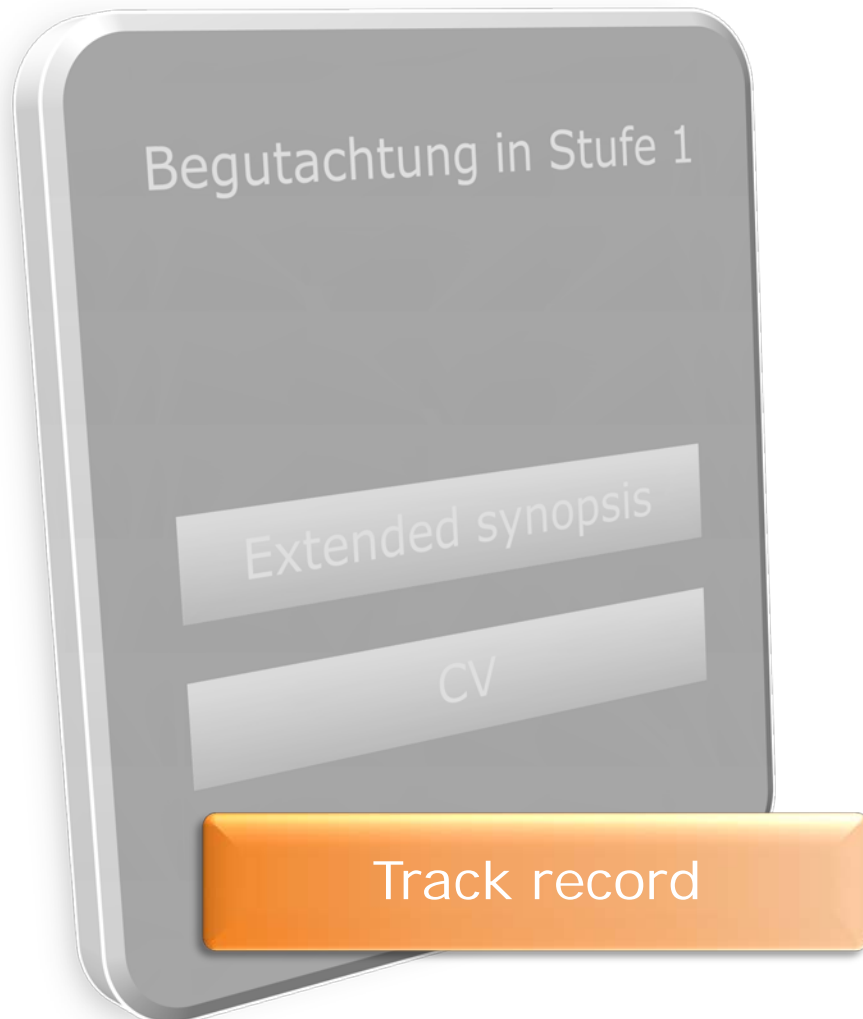 Begutachtung in Stufe 1
Extended synopsis
CV
Track record